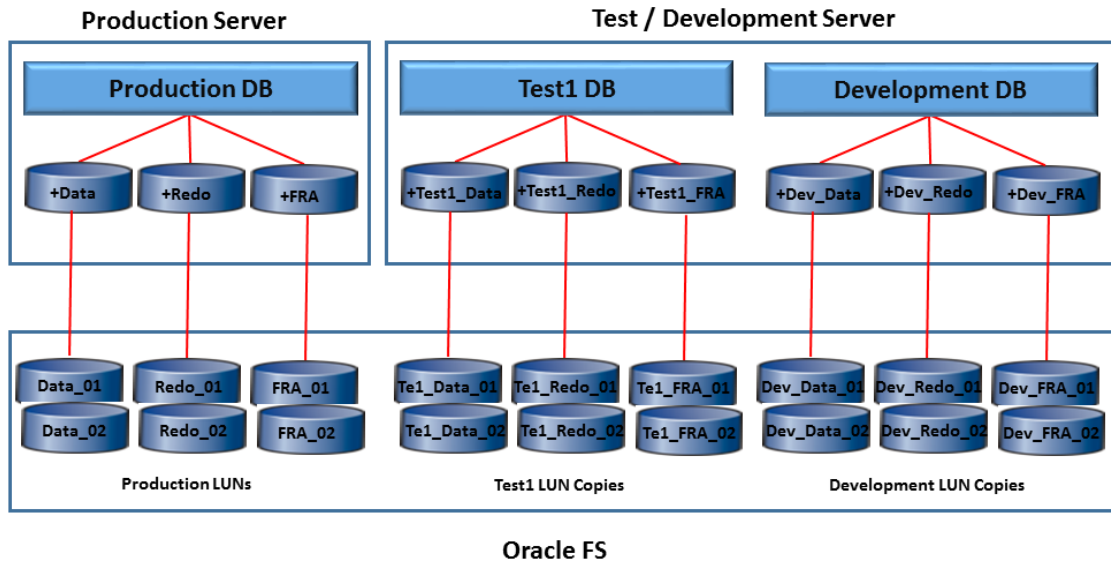 Production Server
Test / Development Server
Production DB
Test1 DB
Development DB
+Data
+Redo
+FRA
+Test1_Data
+Test1_Redo
+Test1_FRA
+Dev_Data
+Dev_Redo
+Dev_FRA
Data_01
Redo_01
FRA_01
Te1_Data_01
Te1_Redo_01
Te1_FRA_01
Dev_Data_01
Dev_Redo_01
Dev_FRA_01
Data_02
Redo_02
FRA_02
Te1_Data_02
Te1_Redo_02
Te1_FRA_02
Dev_Data_02
Dev_Redo_02
Dev_FRA_02
Production LUNs
Test1 LUN Copies
Development LUN Copies
Oracle FS